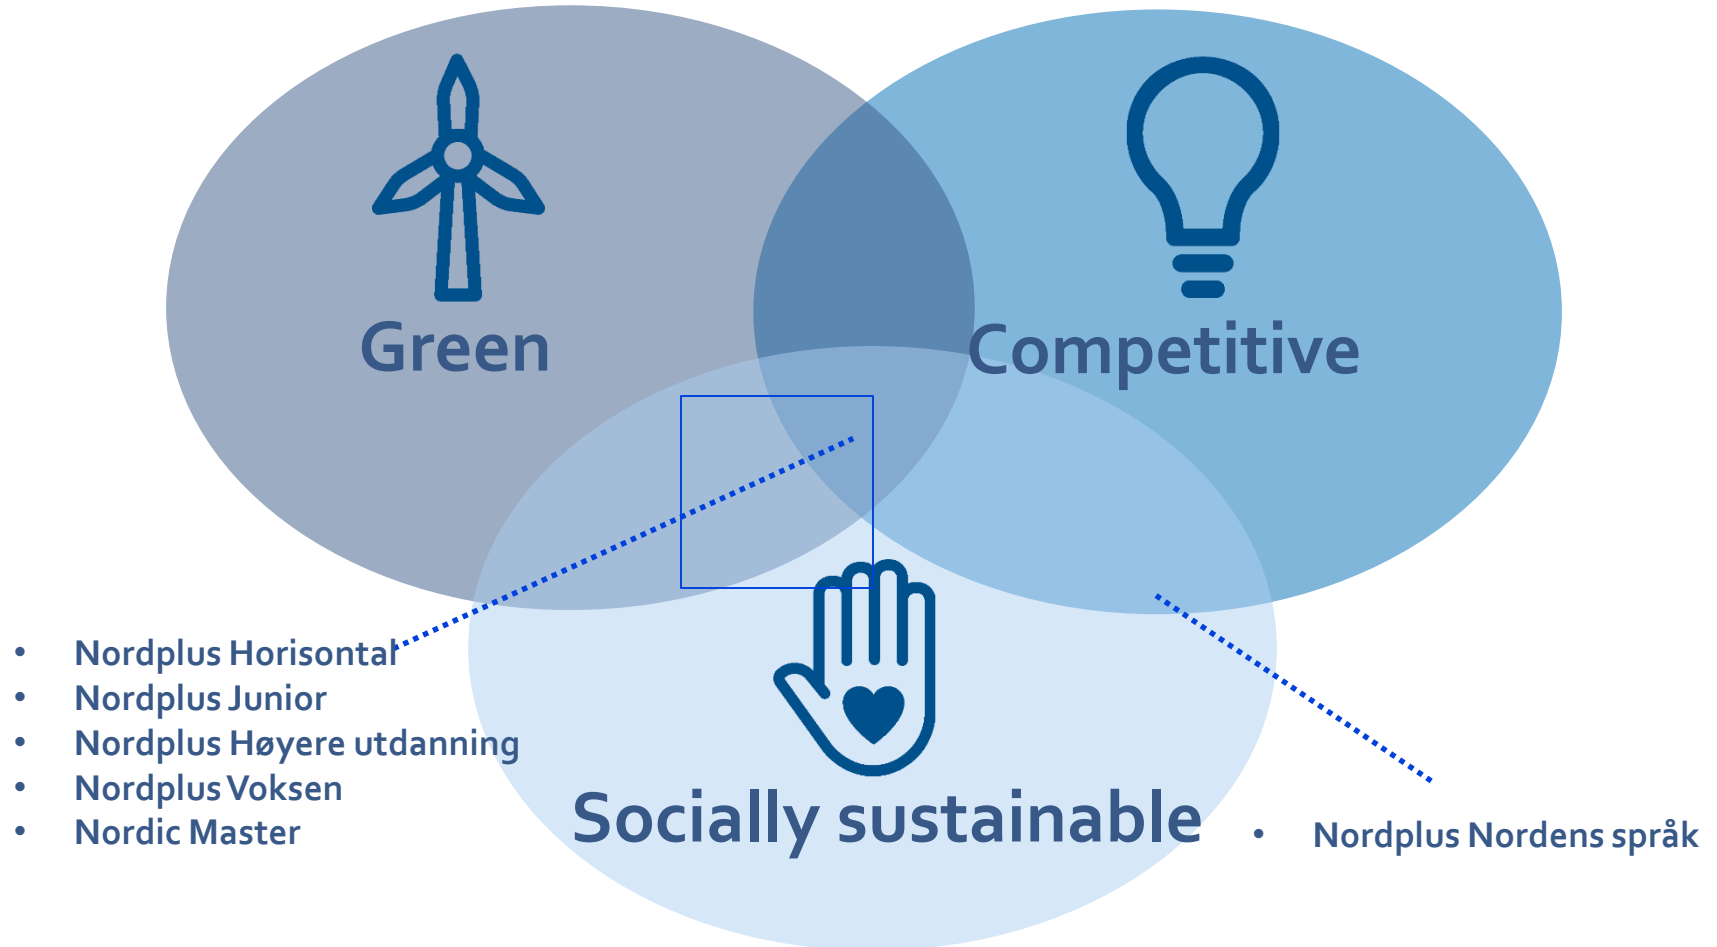 Green
Competitive
• Nordplus Horisontal
• Nordplus Junior
• Nordplus Høyere utdanning
• Nordplus Voksen
• Nordic Master
Socially sustainable
• Nordplus Nordens språk